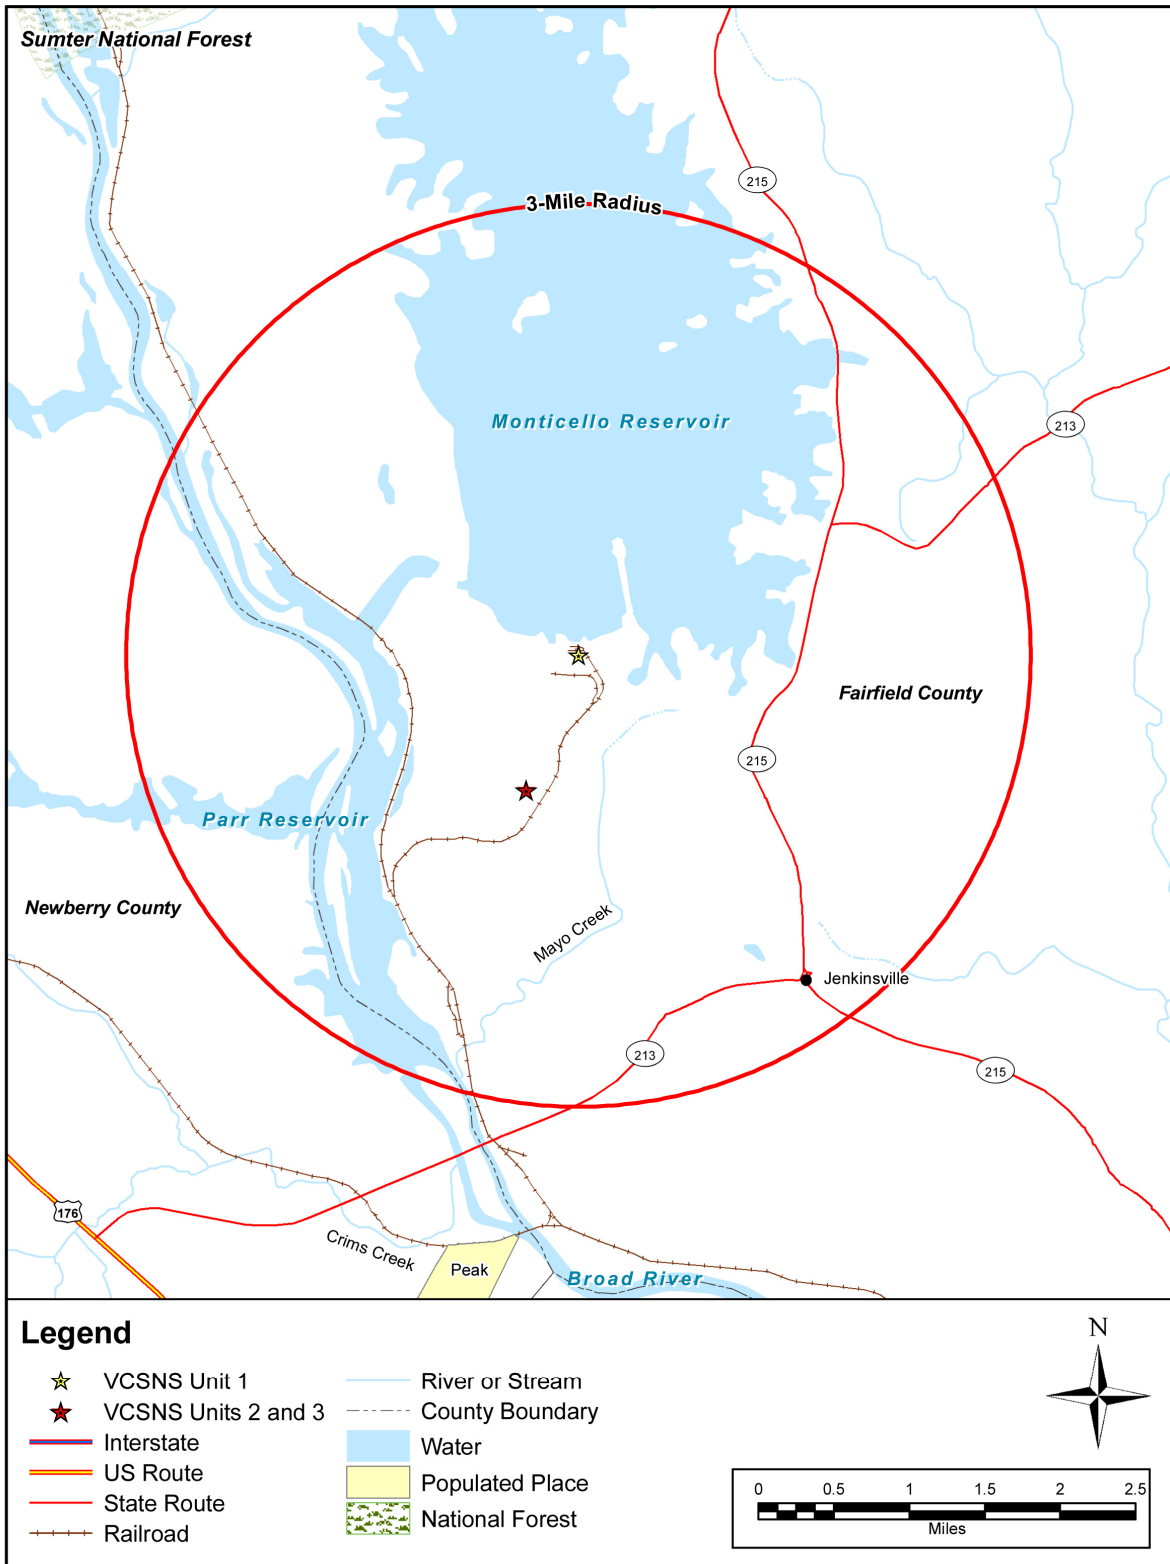 Sumter National Forest
215
3-Mile Radius
Monticello Reservoir
213
Fairfield County
215
Parr Reservoir
Newberry County
Mayo Creek
Jenkinsville
213
215
176
Crims Creek
Peak
Broad River
Legend
VCSNS Unit 1
VCSNS Units 2 and 3
Interstate
US Route
State Route
Railroad
River or Stream
County Boundary
Water
Populated Place
National Forest
N
0 0.5 1 1.5 2 2.5
Miles